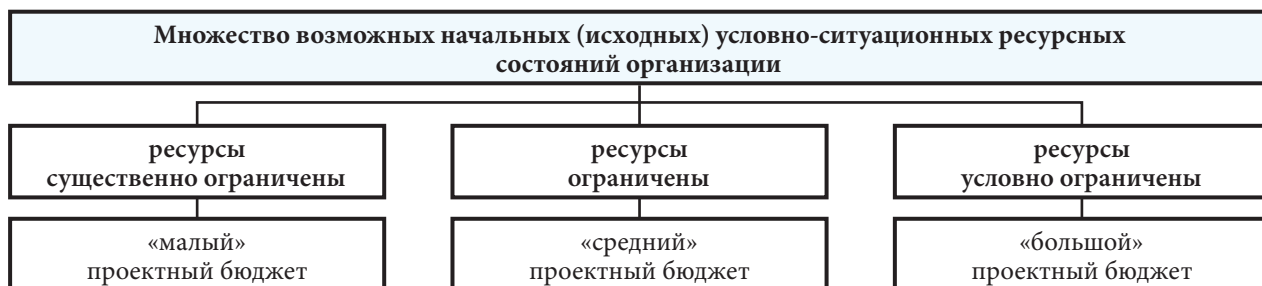 Множество возможных начальных (исходных) условно-ситуационных ресурсных
состояний организации
ресурсы
существенно ограничены
ресурсы
ограничены
ресурсы
условно ограничены
«малый»
проектный бюджет
«средний»
проектный бюджет
«большой»
проектный бюджет